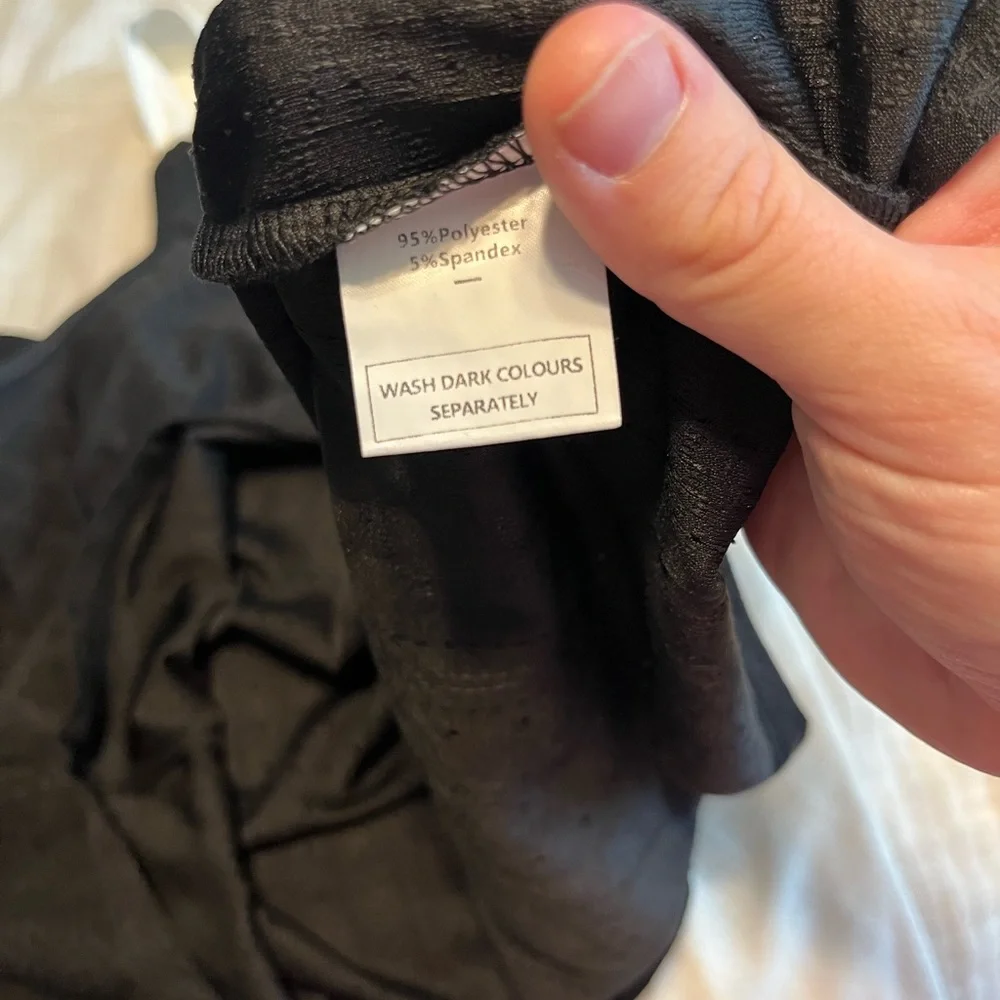 95%Polyester
5%Spandex
WASH DARK COLOURS
SEPARATELY